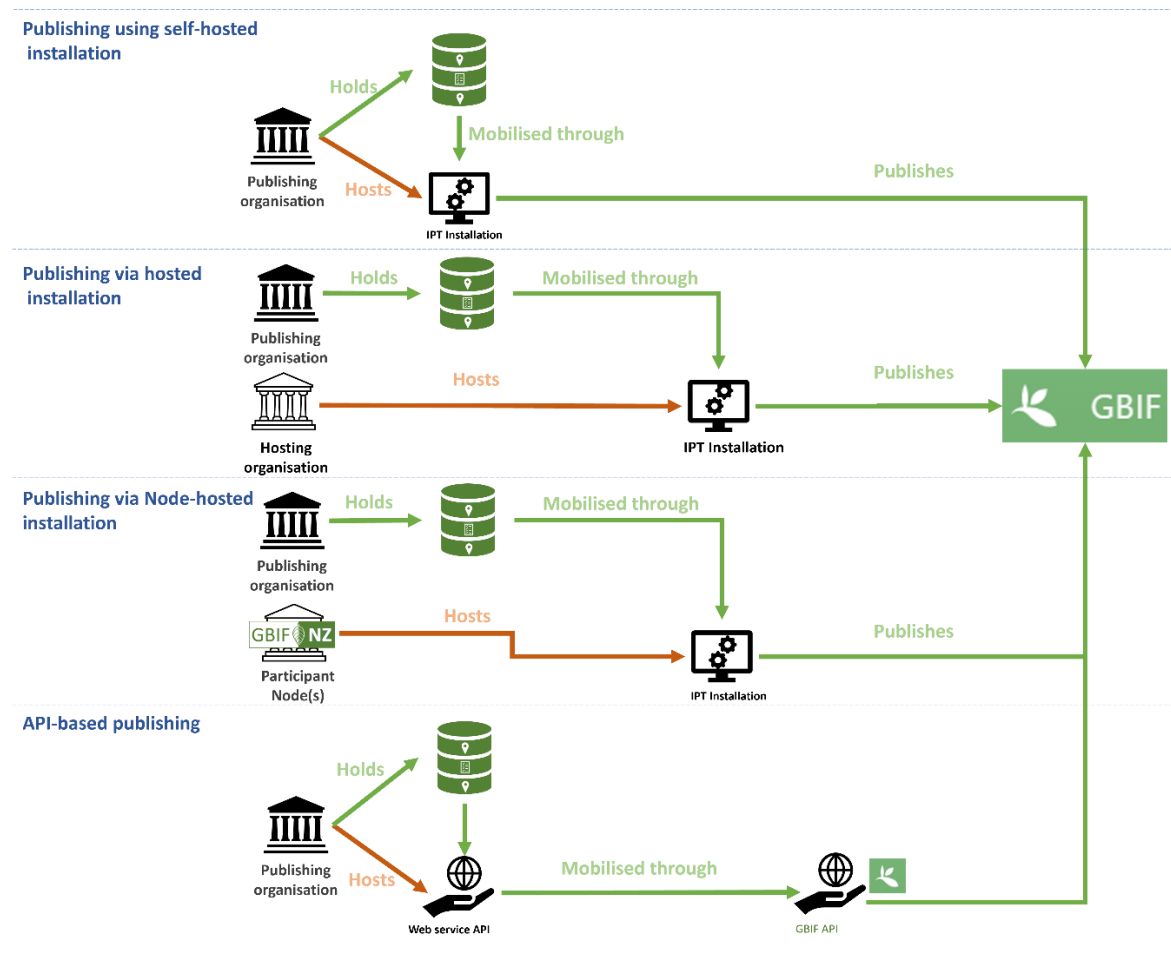 Publishing using self-hosted
installation
Holds
Mobilised through
Publishing
organisation
Hosts
IPT Installation
Publishes
Publishing via hosted
installation
Holds
Mobilised through
Publishing
organisation
Hosts
Hosting
organisation
IPT Installation
Publishes
GBIF
Publishing via Node-hosted
installation
Holds
Mobilised through
Publishing
organisation
Hosts
GBIF NZ
Participant
Node(s)
IPT Installation
Publishes
API-based publishing
Holds
Publishing
organisation
Hosts
Web service API
Mobilised through
GBIF API